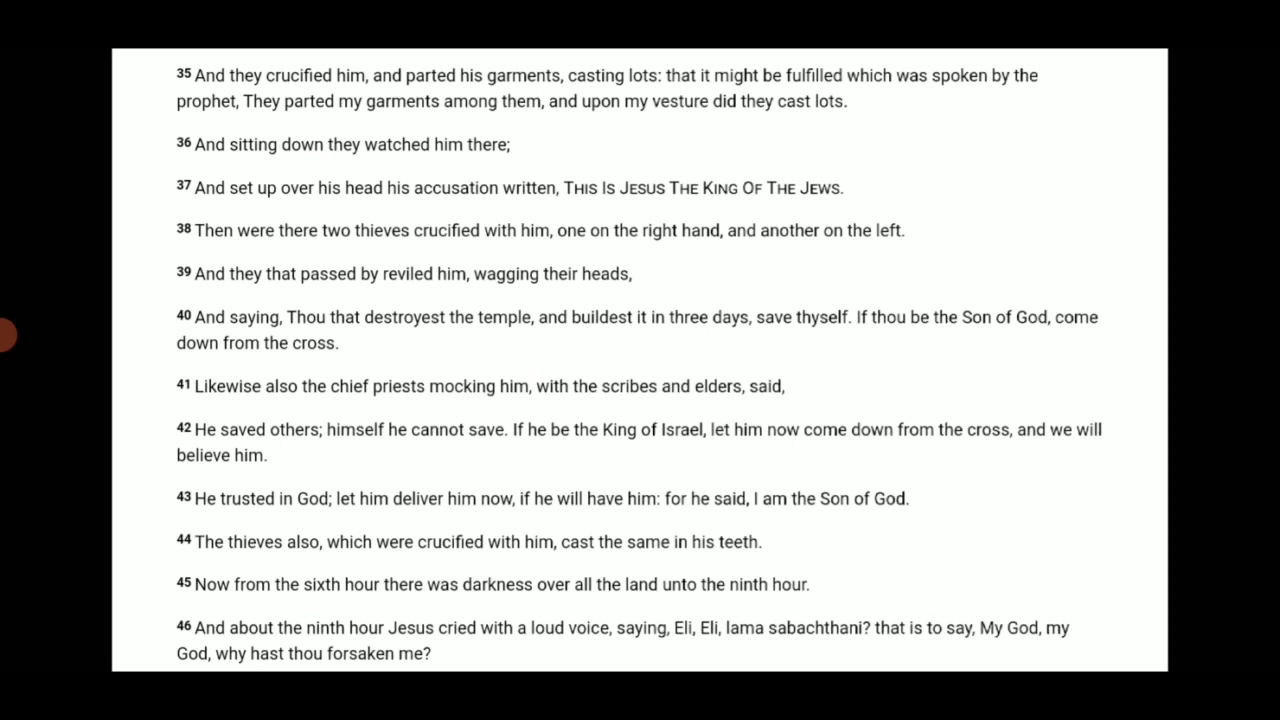 35 And they crucified him, and parted his garments, casting lots: that it might be fulfilled which was spoken by the
prophet, They parted my garments among them, and upon my vesture did they cast lots.
36 And sitting down they watched him there;
37 And set up over his head his accusation written, THIS IS JESUS THE KING OF THE JEWS.
38 Then were there two thieves crucified with him, one on the right hand, and another on the left.
39 And they that passed by reviled him, wagging their heads,
40 And saying, Thou that destroyest the temple, and buildest it in three days, save thyself. If thou be the Son of God, come
down from the cross.
41 Likewise also the chief priests mocking him, with the scribes and elders, said,
42 He saved others; himself he cannot save. If he be the King of Israel, let him now come down from the cross, and we will
believe him.
43 He trusted in God; let him deliver him now, if he will have him: for he said, I am the Son of God.
44 The thieves also, which were crucified with him, cast the same in his teeth.
45 Now from the sixth hour there was darkness over all the land unto the ninth hour.
46 And about the ninth hour Jesus cried with a loud voice, saying, Eli, Eli, lama sabachthani? that is to say, My God, my
God, why hast thou forsaken me?